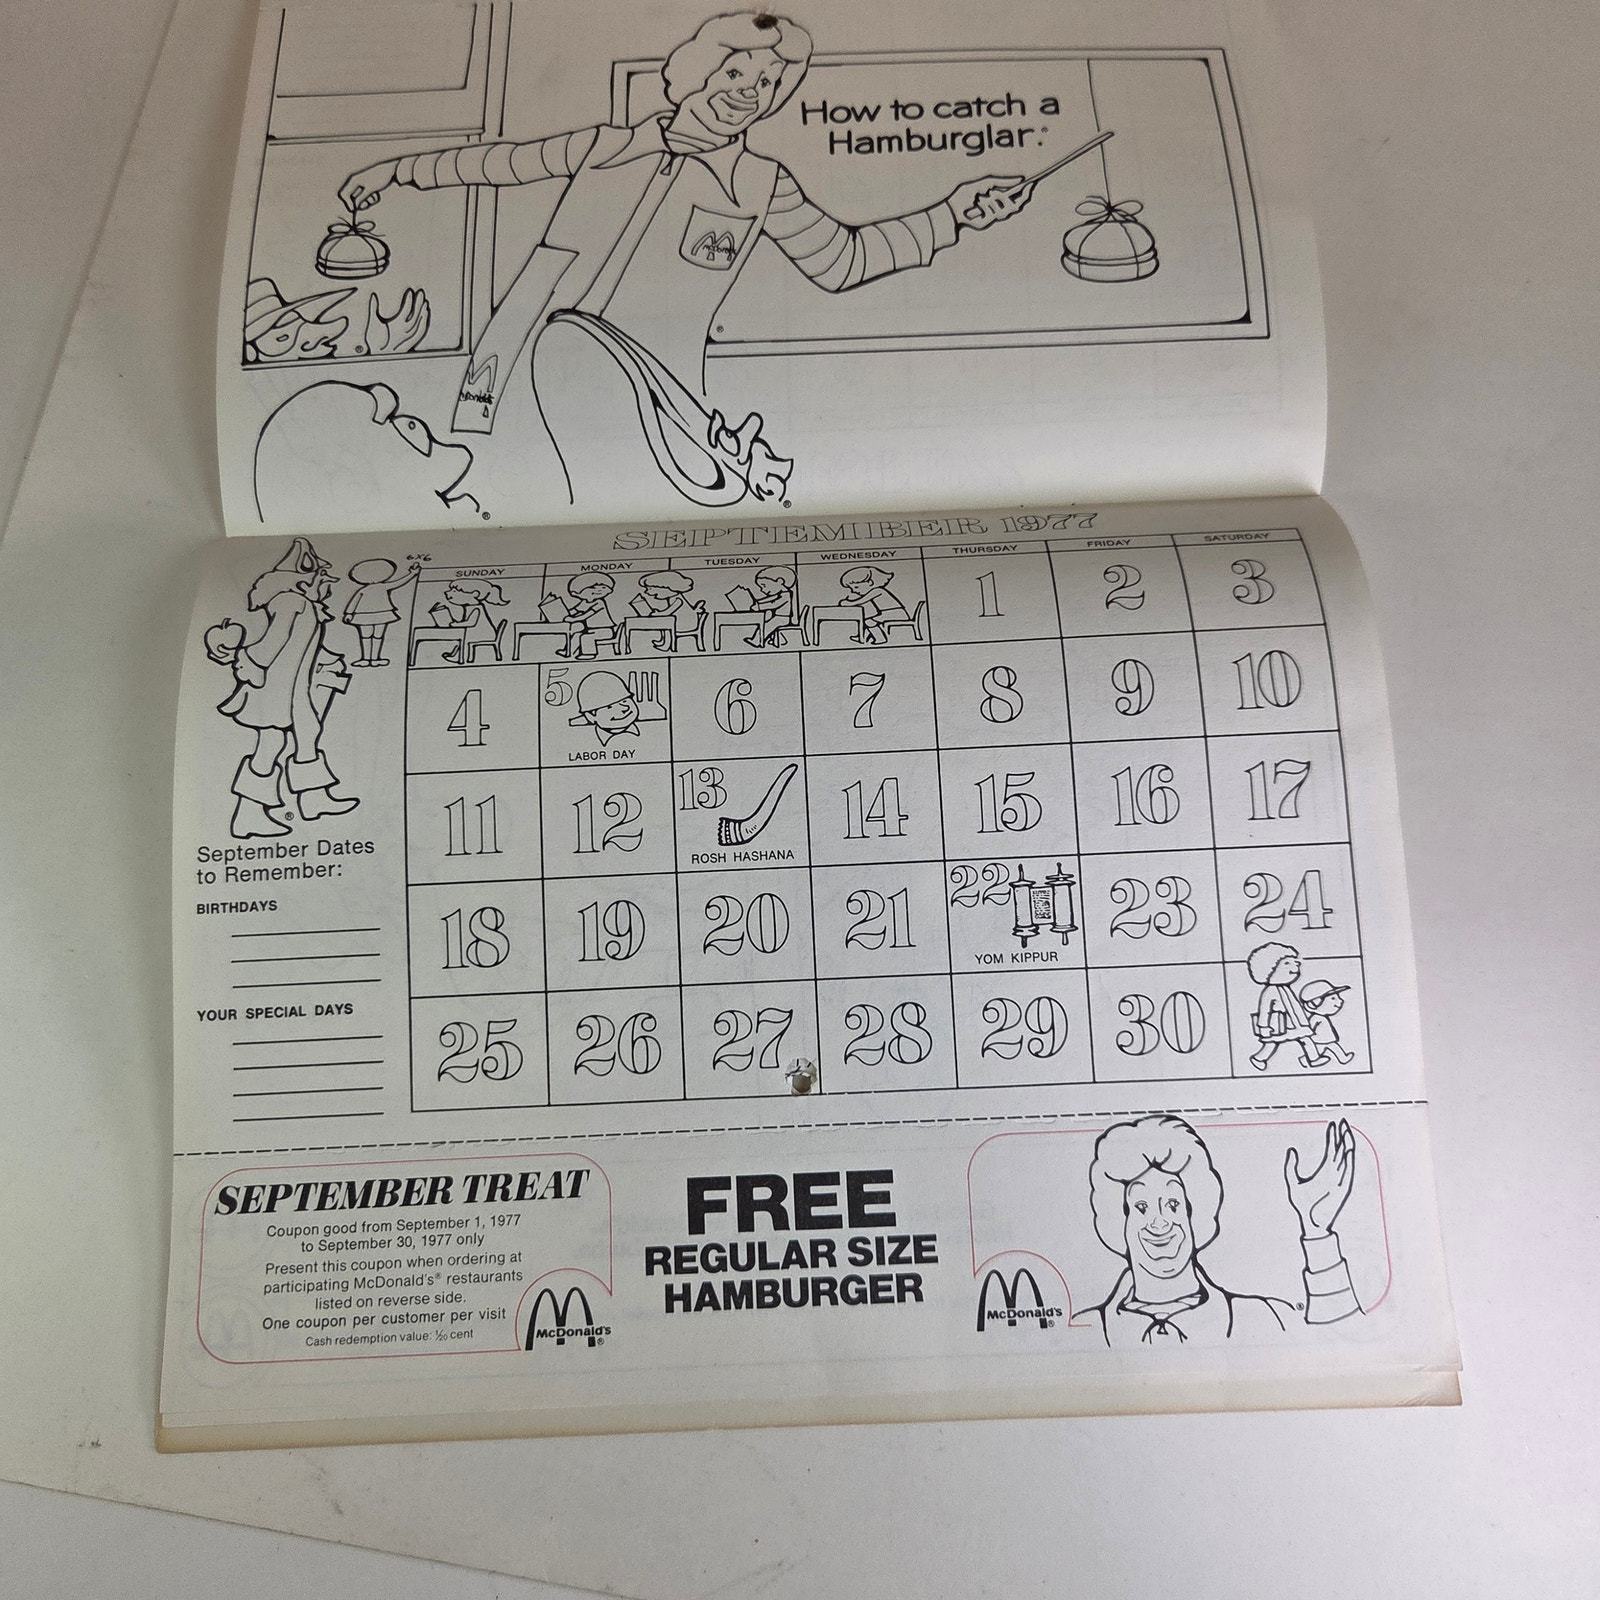 How to catch a
Hamburglar.®
McDonald's
McDonald's
®
®
®
®
SEPTEMBER 1977
6X6
SUNDAY MONDAY TUESDAY WEDNESDAY THURSDAY FRIDAY SATURDAY
1 2 3
4 5 6 7 8 9 10
LABOR DAY
11 12 13 14 15 16 17
ROSH HASHANA
18 19 20 21 22 23 24
YOM KIPPUR
25 26 27 28 29 30
®
September Dates
to Remember:
BIRTHDAYS
YOUR SPECIAL DAYS
SEPTEMBER TREAT
Coupon good from September 1, 1977
to September 30, 1977 only
Present this coupon when ordering at
participating McDonald's® restaurants
listed on reverse side.
One coupon per customer per visit
Cash redemption value: 1/20 cent
McDonald's
®
FREE
REGULAR SIZE
HAMBURGER
McDonald's
®
®